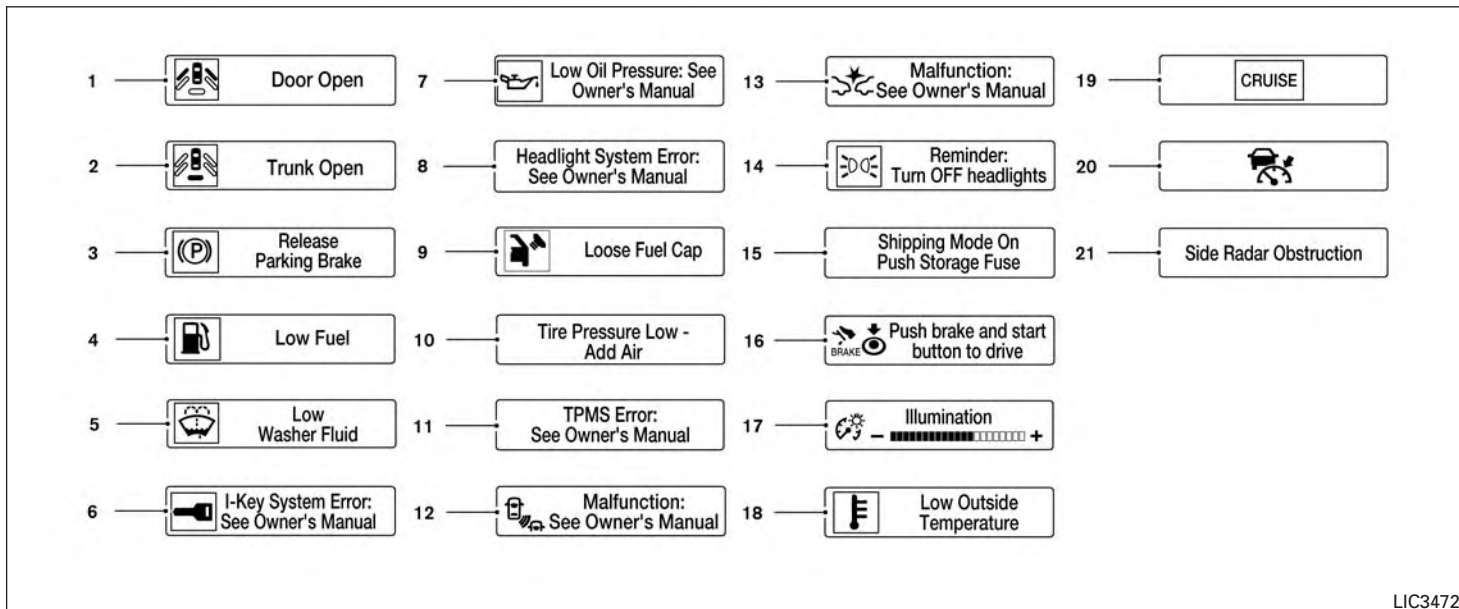 1
Door Open
2
Trunk Open
3
Release
Parking Brake
4
Low Fuel
5
Low
Washer Fluid
6
I-Key System Error:
See Owner's Manual
7
Low Oil Pressure: See
Owner's Manual
8
Headlight System Error:
See Owner's Manual
9
Loose Fuel Cap
10
Tire Pressure Low -
Add Air
11
TPMS Error:
See Owner's Manual
12
Malfunction:
See Owner's Manual
13
Malfunction:
See Owner's Manual
14
Reminder:
Turn OFF headlights
15
Shipping Mode On
Push Storage Fuse
16
BRAKE
Push brake and start
button to drive
17
Illumination
- +
18
Low Outside
Temperature
19
CRUISE
20
21
Side Radar Obstruction
LIC3472